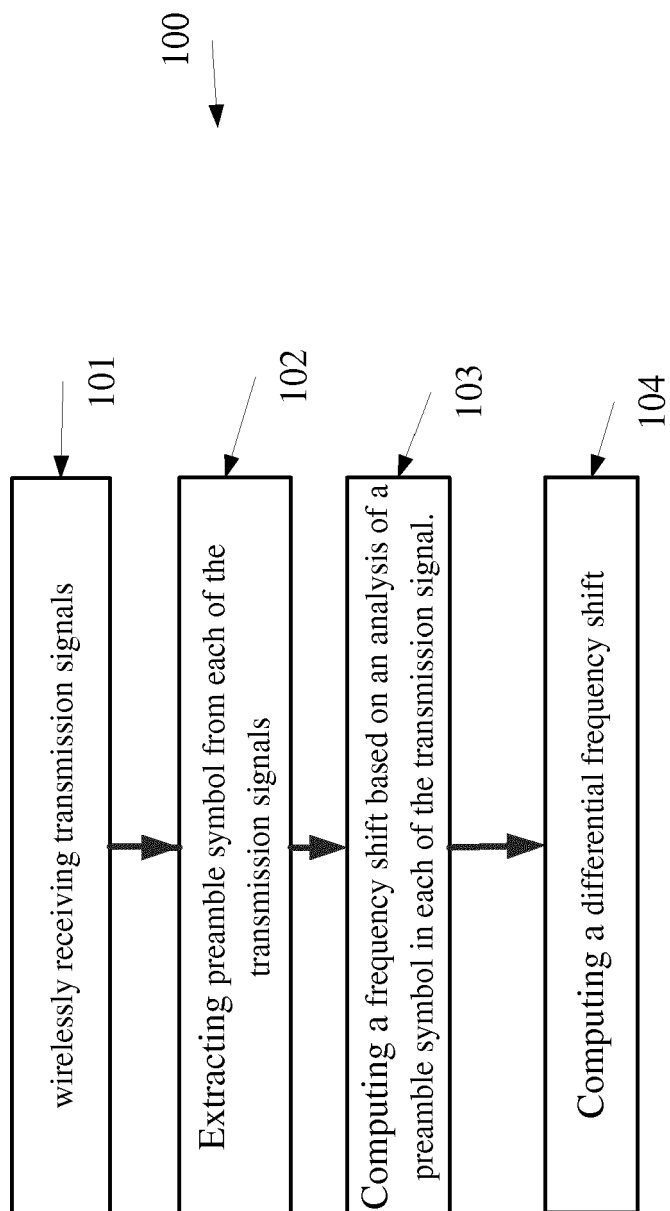 100
wirelessly receiving transmission signals
101
Extracting preamble symbol from each of the
transmission signals
102
Computing a frequency shift based on an analysis of a
preamble symbol in each of the transmission signal.
103
Computing a differential frequency shift
104